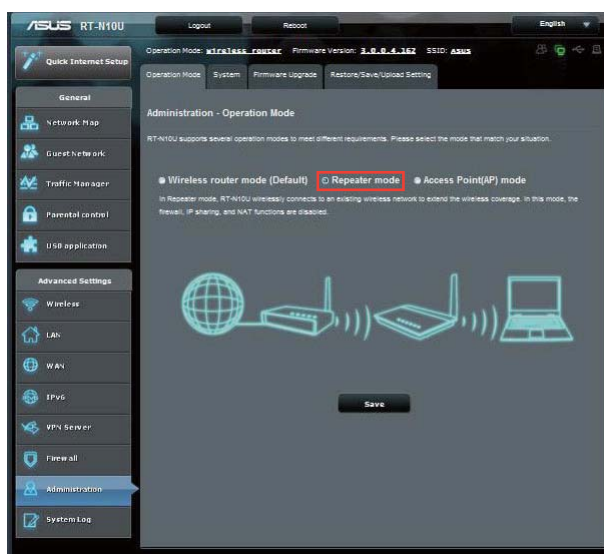 ASUS RT-N10U
Logout
Reboot
English
Quick Internet Setup
Operation Mode: wireless router Firmware Version: 3.0.0.4.162 SSID: Asus
Operation Mode
System
Firmware Upgrade
Restore/Save/Upload Setting
General
Network Map
Guest Network
Traffic Manager
Parental control
USB application
Advanced Settings
Wireless
LAN
WAN
IPv6
VPN Server
Firewall
Administration
System Log
Administration - Operation Mode
RT-N10U supports several operation modes to meet different requirements. Please select the mode that match your situation.
Wireless router mode (Default)
Repeater mode
Access Point(AP) mode
In Repeater mode, RT-N10U wirelessly connects to an existing wireless network to extend the wireless coverage. In this mode, the
firewall, IP sharing, and NAT functions are disabled.
Save